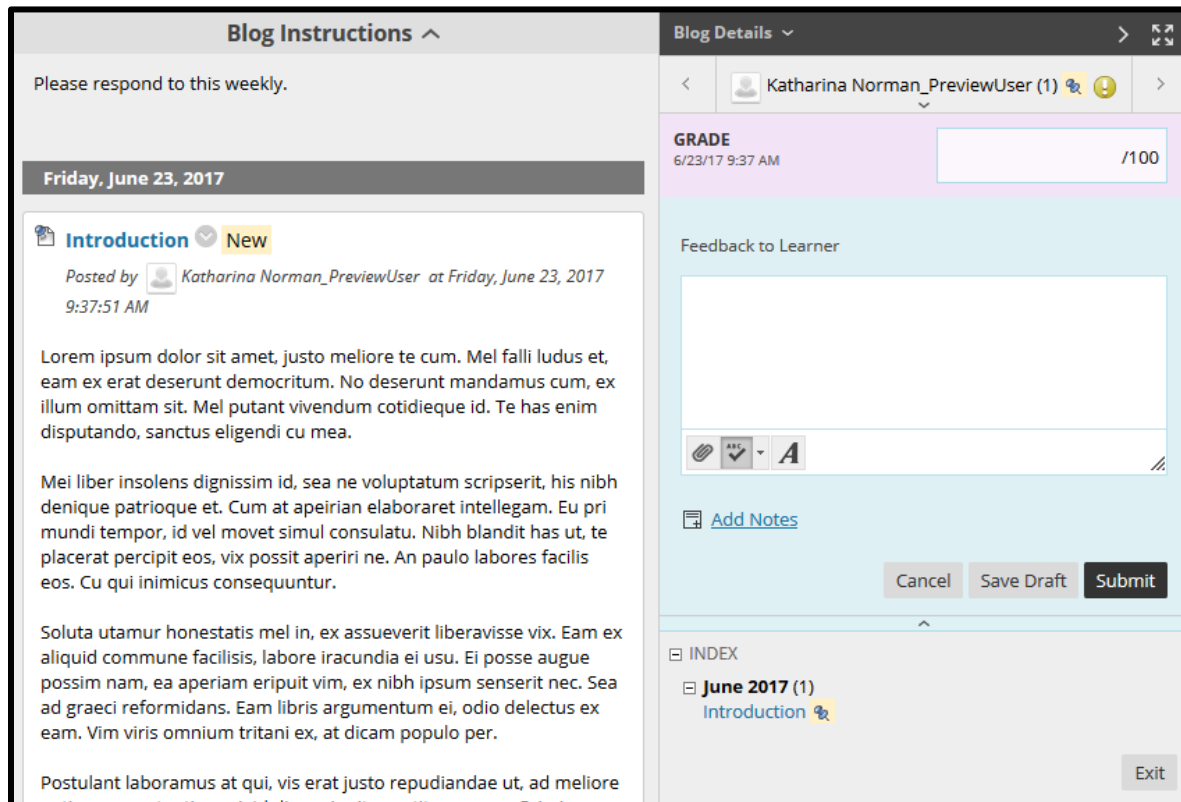 Blog Instructions
Please respond to this weekly.
Friday, June 23, 2017
Introduction New
Posted by Katharina Norman_PreviewUser at Friday, June 23, 2017
9:37:51 AM
Lorem ipsum dolor sit amet, justo meliore te cum. Mel falli ludus et,
eam ex erat deserunt democritum. No deserunt mandamus cum, ex
illum omittam sit. Mel putant vivendum cotidieque id. Te has enim
disputando, sanctus eligendi cu mea.
Mei liber insolens dignissim id, sea ne voluptatum scripserit, his nibh
denique patrioque et. Cum at apeirian elaboraret intellegam. Eu pri
mundi tempor, id vel movet simul consulatu. Nibh blandit has ut, te
placerat percipit eos, vix possit aperiri ne. An paulo labores facilis
eos. Cu qui inimicus consequuntur.
Soluta utamur honestatis mel in, ex assueverit liberavisse vix. Eam ex
aliquid commune facilisis, labore iracundia ei usu. Ei posse augue
possim nam, ea aperiam eripuit vim, ex nibh ipsum senserit nec. Sea
ad graeci reformidans. Eam libris argumentum ei, odio delectus ex
eam. Vim viris omnium tritani ex, at dicam populo per.
Postulant laboramus at qui, vis erat justo repudiandae ut, ad meliore
Blog Details
Katharina Norman_PreviewUser (1)
GRADE
6/23/17 9:37 AM
/100
Feedback to Learner
ABC
A
Add Notes
Cancel Save Draft Submit
INDEX
June 2017 (1)
Introduction
Exit